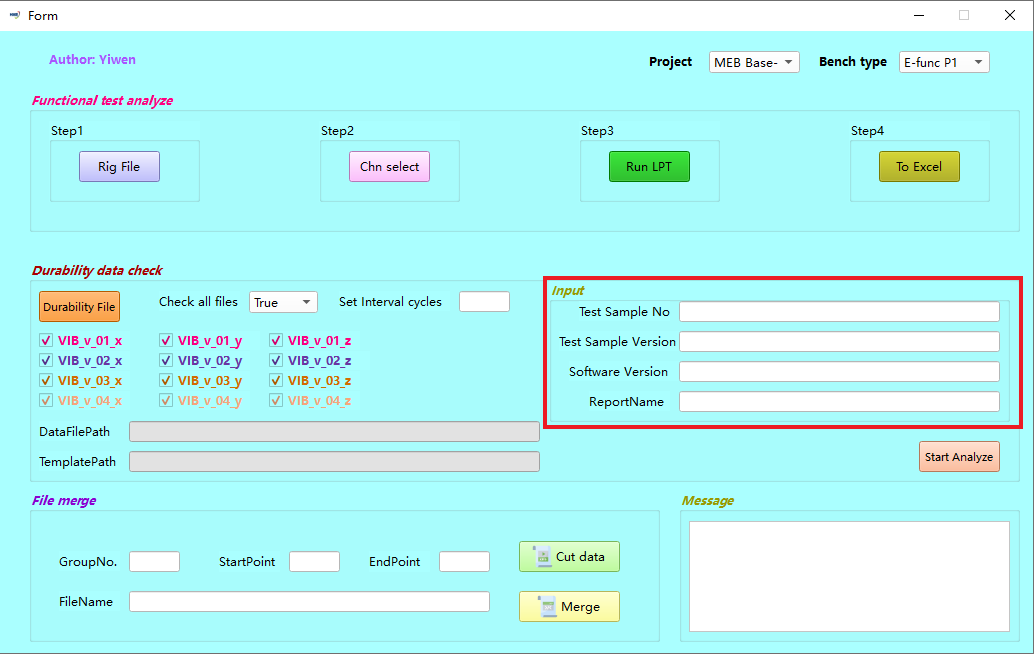 Form
Author: Yiwen
Project MEB Base- Bench type E-func P1
Functional test analyze
Step1 Step2 Step3 Step4
Rig File Chn select Run LPT To Excel
Durability data check
Durability File Check all files True Set Interval cycles
VIB_v_01_x VIB_v_01_y VIB_v_01_z
VIB_v_02_x VIB_v_02_y VIB_v_02_z
VIB_v_03_x VIB_v_03_y VIB_v_03_z
VIB_v_04_x VIB_v_04_y VIB_v_04_z
DataFilePath
TemplatePath
Input
Test Sample No
Test Sample Version
Software Version
ReportName
Start Analyze
File merge
GroupNo. StartPoint EndPoint Cut data
FileName Merge
Message